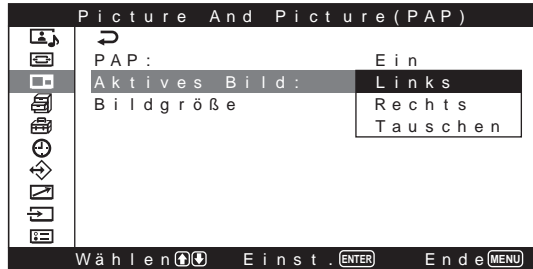 Picture And Picture(PAP)
PAP: Ein
Aktives Bild: Links
Bildgröße Rechts
Tauschen
Wählen Einst. ENTER Ende MENU